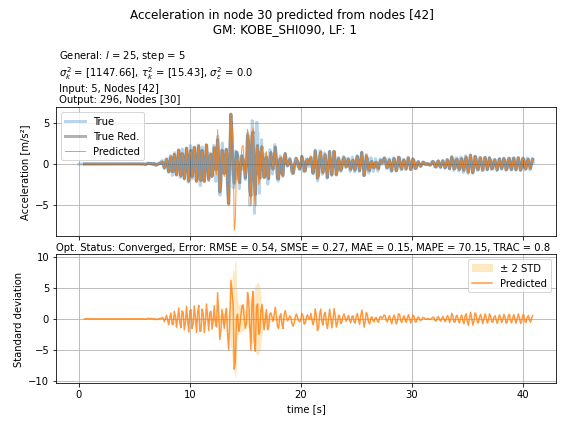 Acceleration in node 30 predicted from nodes [42]
GM: KOBE_SHI090, LF: 1
General: l = 25, step = 5
σ²ₖ = [1147.66], τ²ₖ = [15.43], σ²ε = 0.0
Input: 5, Nodes [42]
Output: 296, Nodes [30]
Acceleration [m/s²]
5
0
−5
True
True Red.
Predicted
Opt. Status: Converged, Error: RMSE = 0.54, SMSE = 0.27, MAE = 0.15, MAPE = 70.15, TRAC = 0.8
Standard deviation
10
5
0
−5
−10
± 2 STD
Predicted
0 10 20 30 40
time [s]